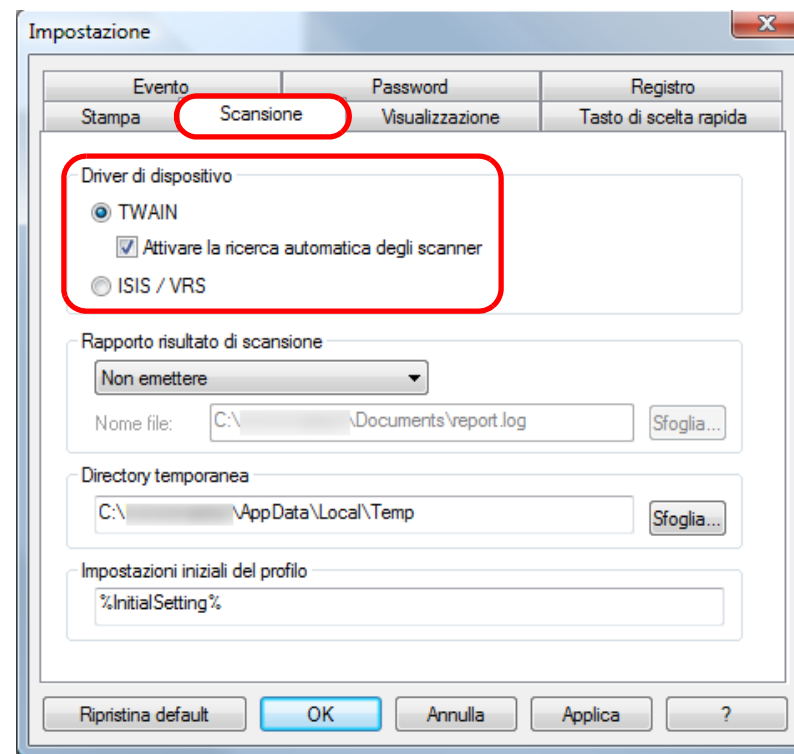 Impostazione
Evento Password Registro
Stampa Scansione Visualizzazione Tasto di scelta rapida
Driver di dispositivo
TWAIN
Attivare la ricerca automatica degli scanner
ISIS / VRS
Rapporto risultato di scansione
Non emettere
Nome file: C:\ \Documents\report.log Sfoglia...
Directory temporanea
C:\ \AppData\Local\Temp Sfoglia...
Impostazioni iniziali del profilo
%InitialSetting%
Ripristina default OK Annulla Applica ?